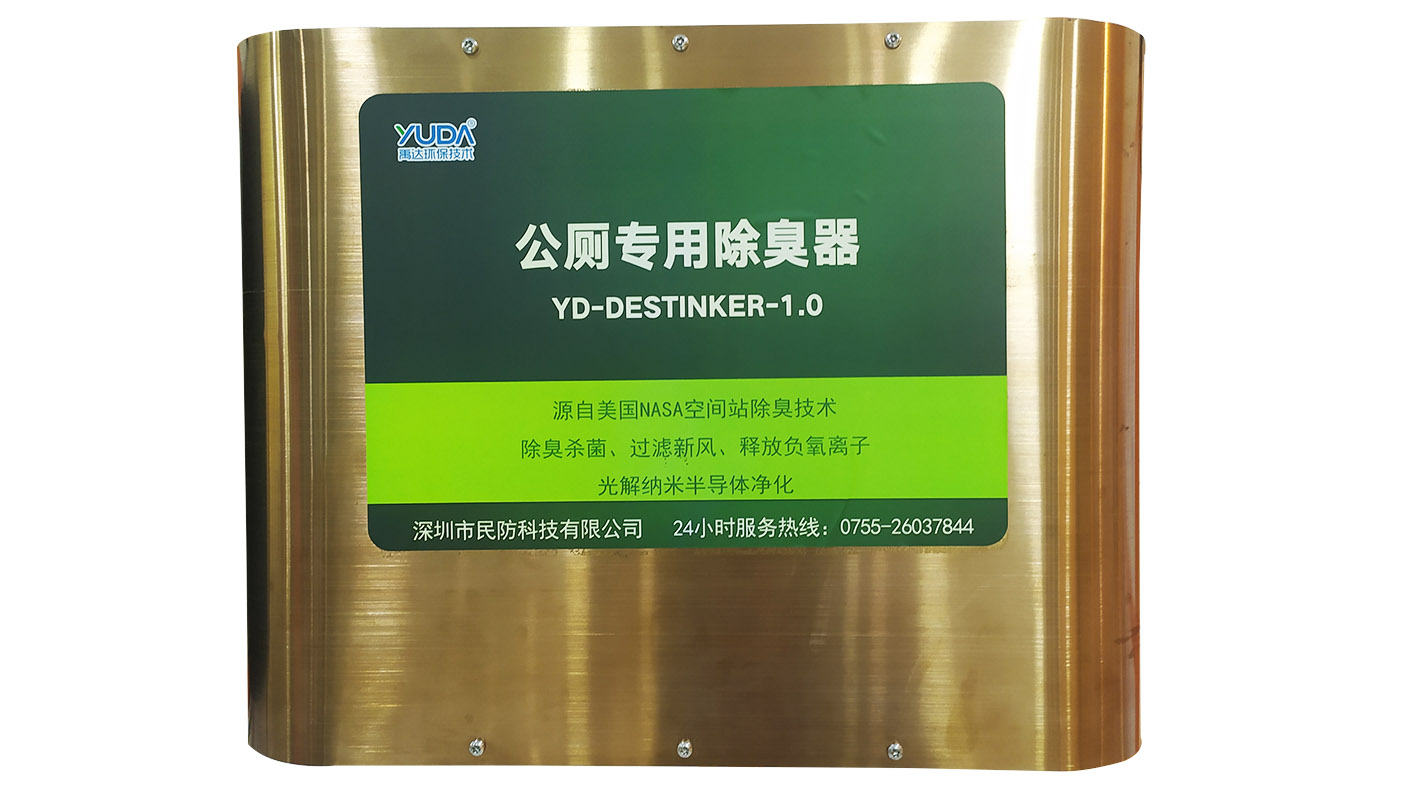 YUDA®
禹达环保技术
公厕专用除臭器
YD-DESTINKER-1.0
源自美国NASA空间站除臭技术
除臭杀菌、过滤新风、释放负氧离子
光解纳米半导体净化
深圳市民防科技有限公司 24小时服务热线：0755-26037844